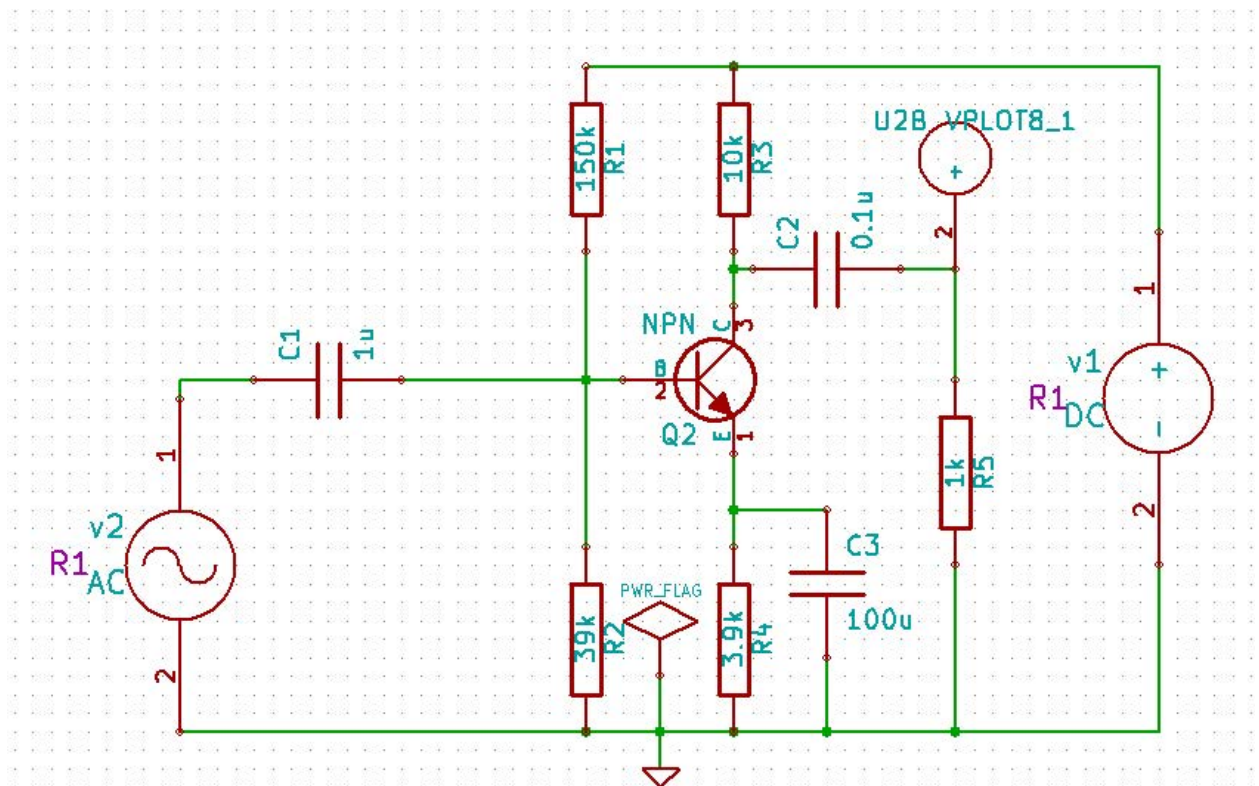 U2B VPLOT8_1
+
2
150k
R1
10k
R3
C2
0.1u
1
NPN
C
3
C1
1u
B
2
Q2
E
1
v1
+
R1
DC
-
1k
R5
2
1
v2
R1
AC
C3
PWR_FLAG
39k
R2
3.9k
R4
100u
2